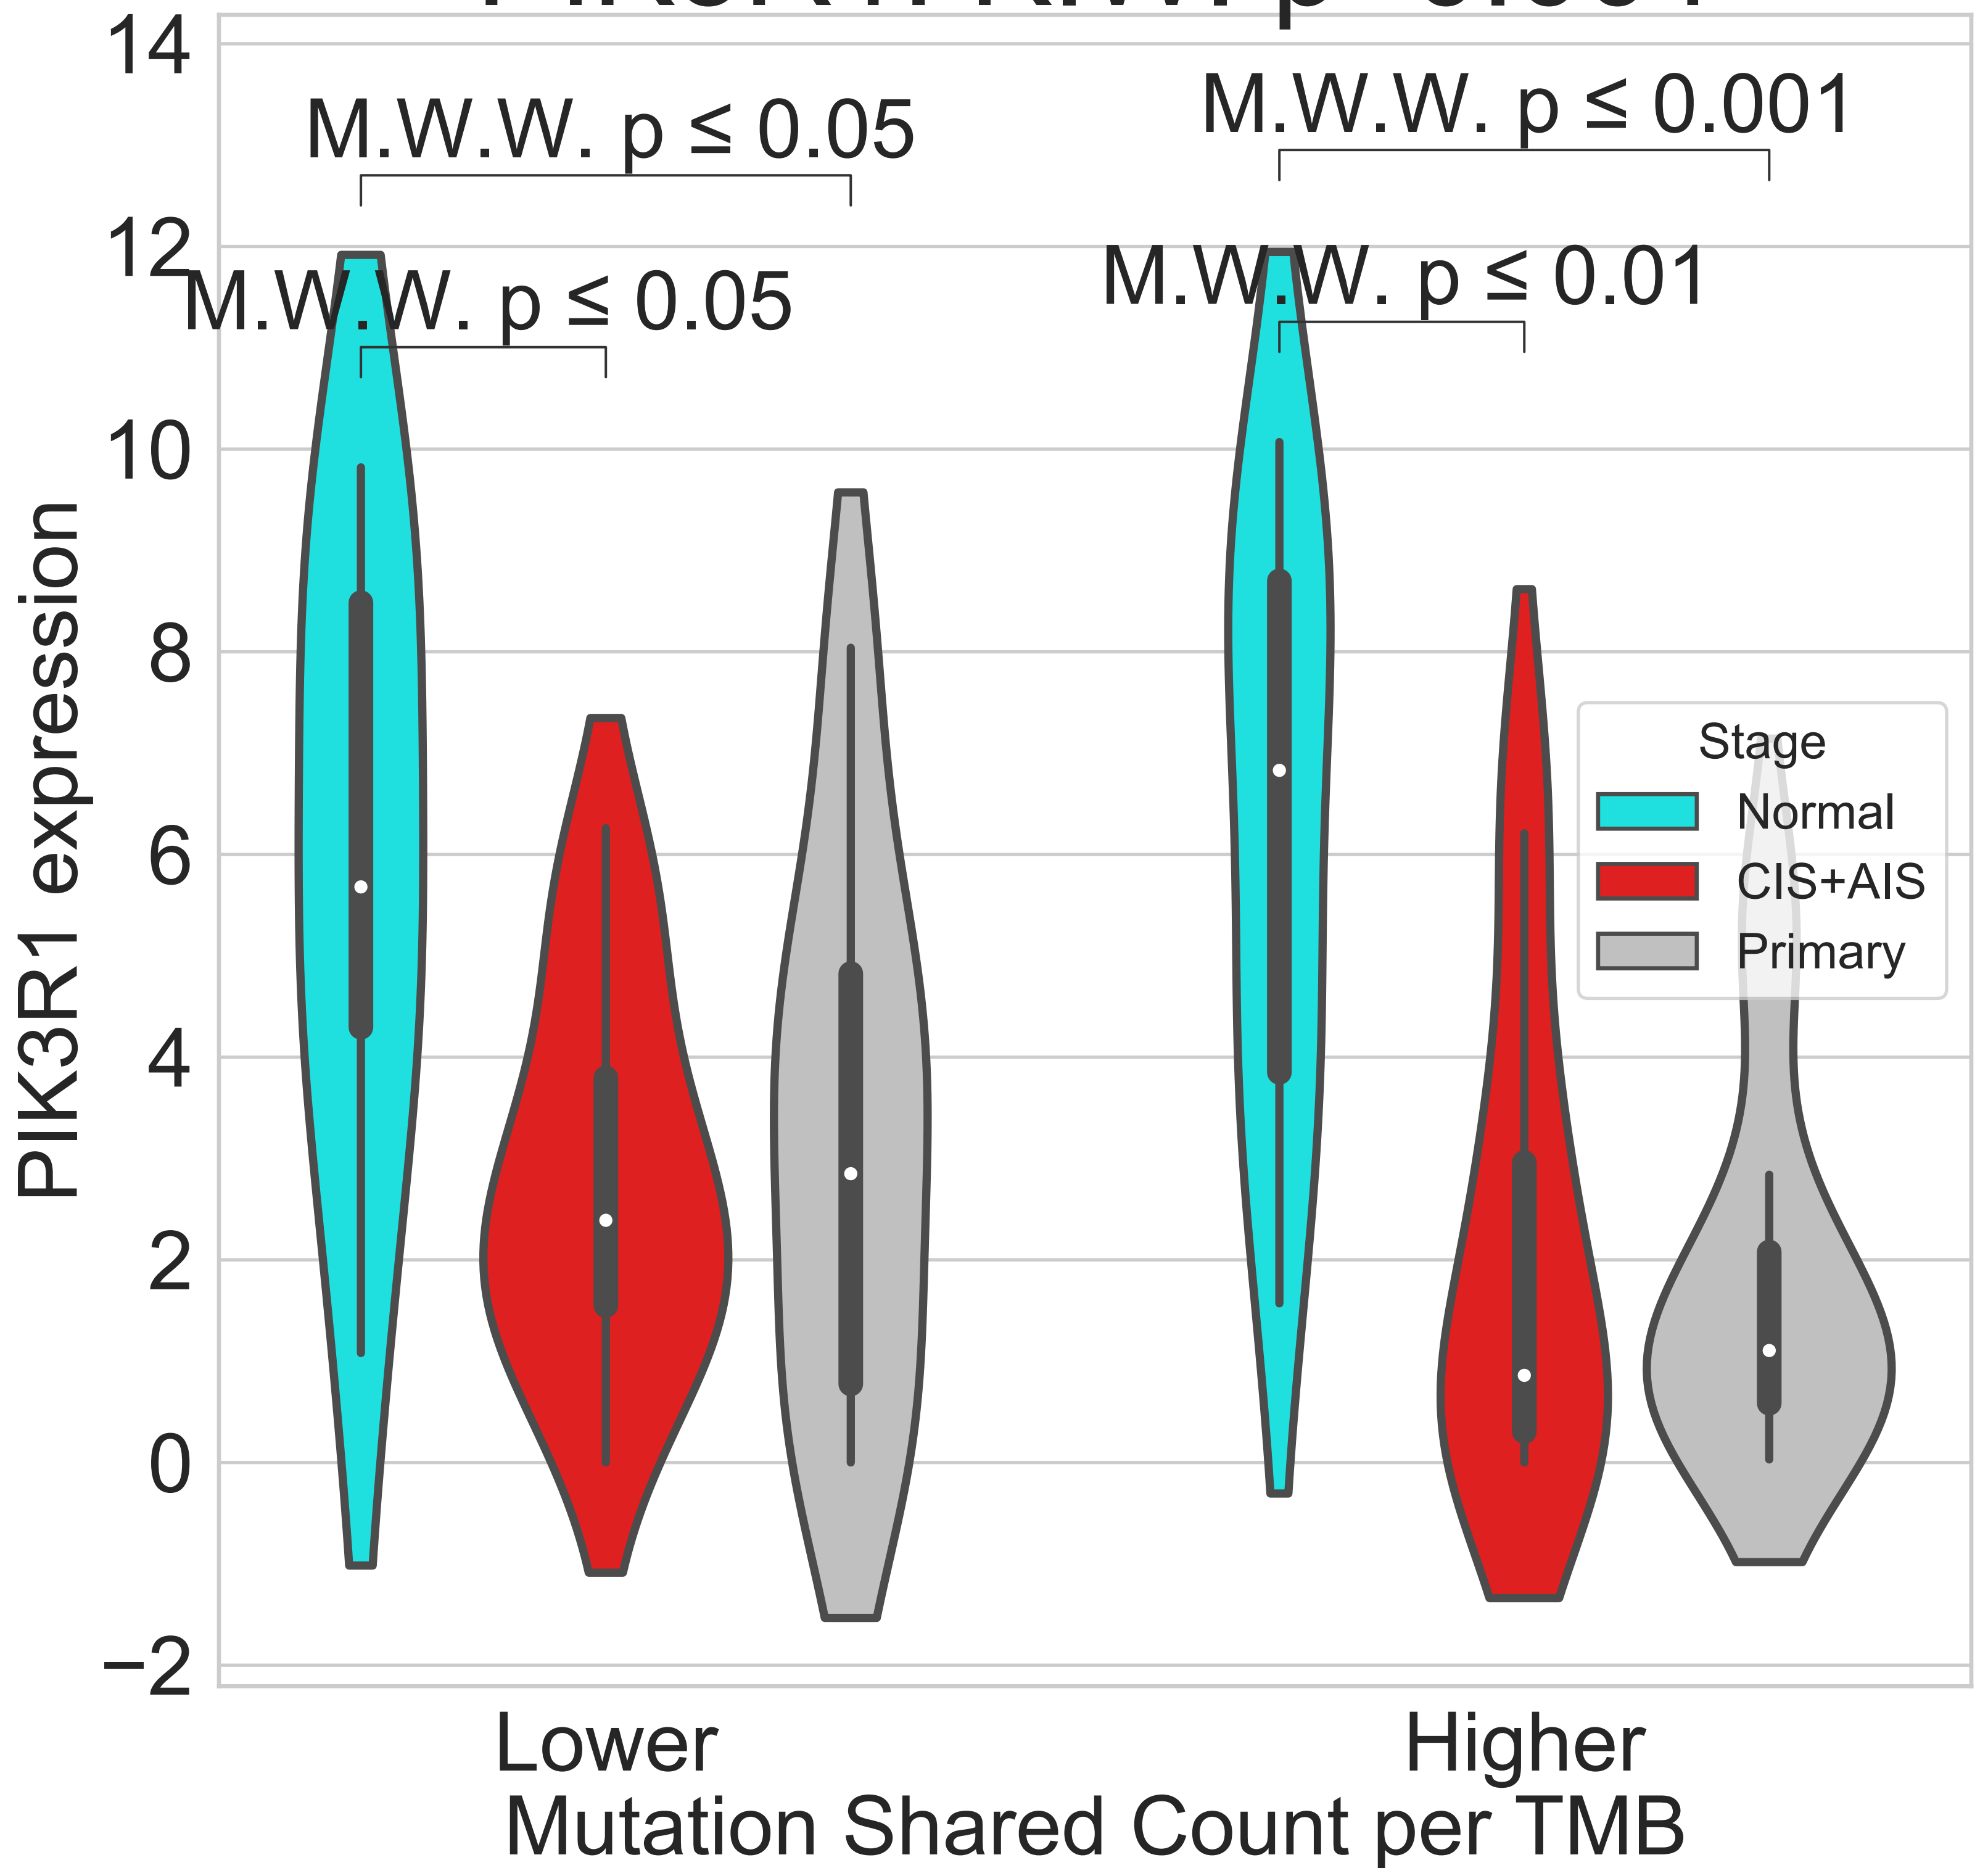 14
M.W.W. p ≤ 0.001
M.W.W. p ≤ 0.05
12
M.W.W. p ≤ 0.01
M.W.W. p ≤ 0.05
10
8
6
4
2
0
−2
PIK3R1 expression
Stage
Normal
CIS+AIS
Primary
Lower
Higher
Mutation Shared Count per TMB